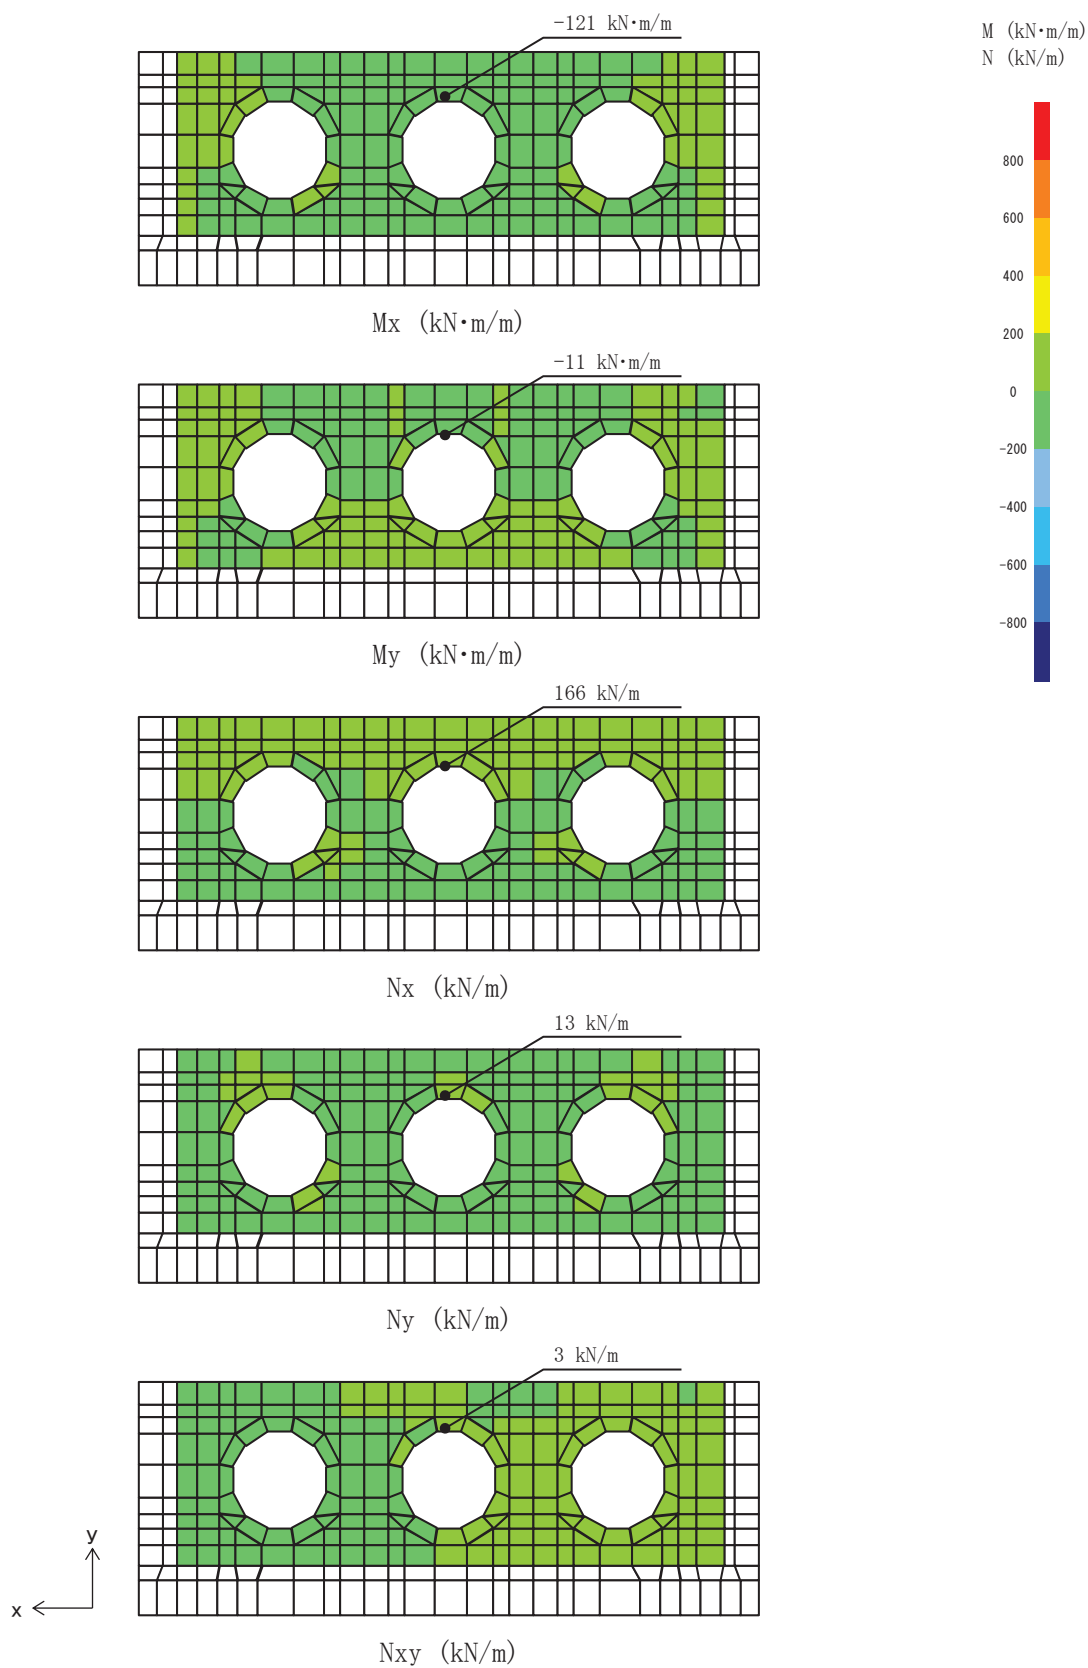 -121 kN·m/m
M (kN·m/m)
N (kN/m)
800
600
400
200
0
-200
-400
-600
-800
Mx (kN·m/m)
-11 kN·m/m
My (kN·m/m)
166 kN/m
Nx (kN/m)
13 kN/m
Ny (kN/m)
3 kN/m
y
x
Nxy (kN/m)